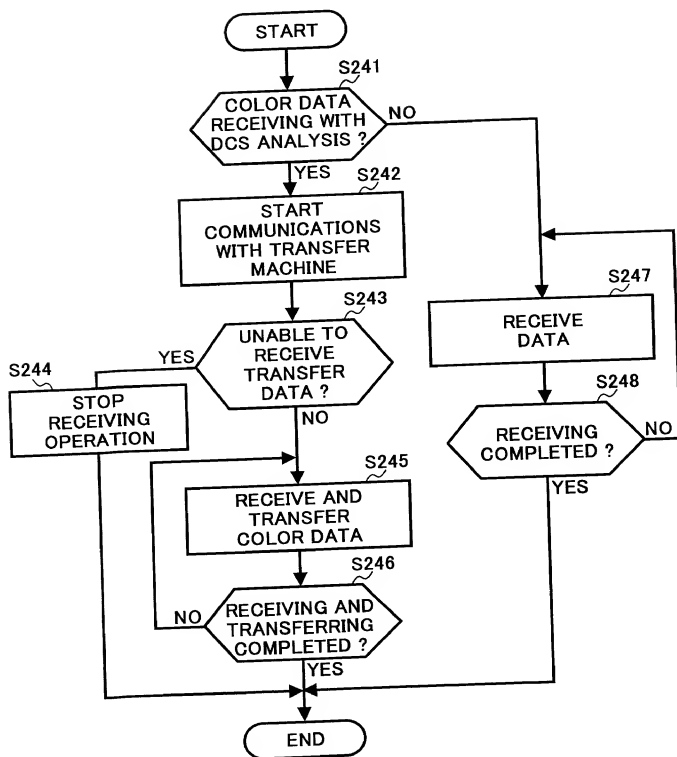 START
S241
COLOR DATA
RECEIVING WITH
DCS ANALYSIS ?
NO
YES
S242
START
COMMUNICATIONS
WITH TRANSFER
MACHINE
S243
UNABLE TO
RECEIVE
TRANSFER
DATA ?
YES
NO
S244
STOP
RECEIVING
OPERATION
S245
RECEIVE AND
TRANSFER
COLOR DATA
S246
RECEIVING AND
TRANSFERRING
COMPLETED ?
NO
YES
S247
RECEIVE
DATA
S248
RECEIVING
COMPLETED ?
NO
YES
END